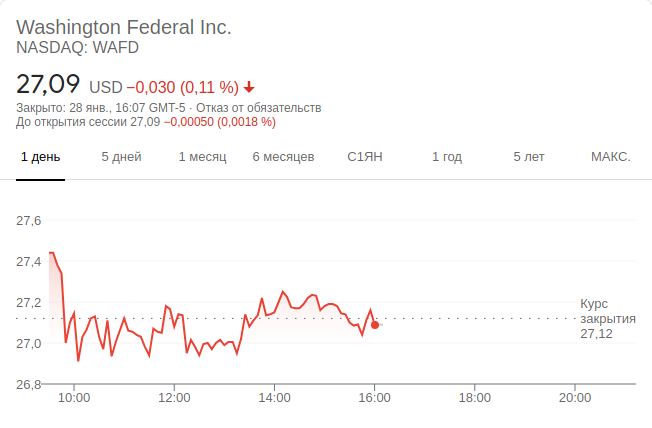 Washington Federal Inc.
NASDAQ: WAFD
27,09 USD −0,030 (0,11 %)
Закрыто: 28 янв., 16:07 GMT-5 · Отказ от обязательств
До открытия сессии 27,09 −0,00050 (0,0018 %)
1 день 5 дней 1 месяц 6 месяцев С1ЯН 1 год 5 лет МАКС.
27,6
27,4
27,2
27,0
26,8
Курс
закрытия
27,12
10:00 12:00 14:00 16:00 18:00 20:00